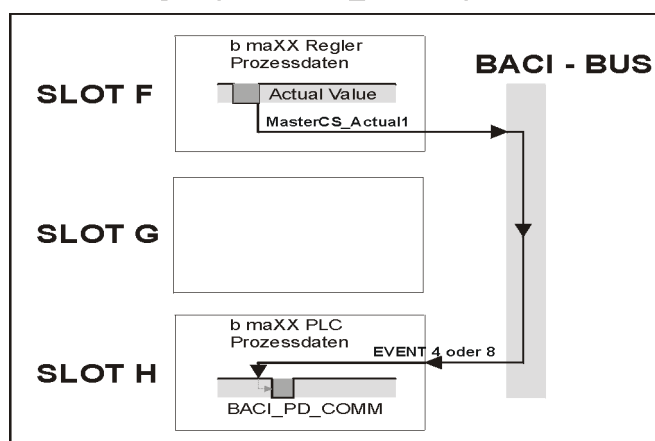 b maXX Regler
Prozessdaten
BACI - BUS
SLOT F
Actual Value
MasterCS_Actual1
SLOT G
b maXX PLC
Prozessdaten
EVENT 4 oder 8
SLOT H
BACI_PD_COMM